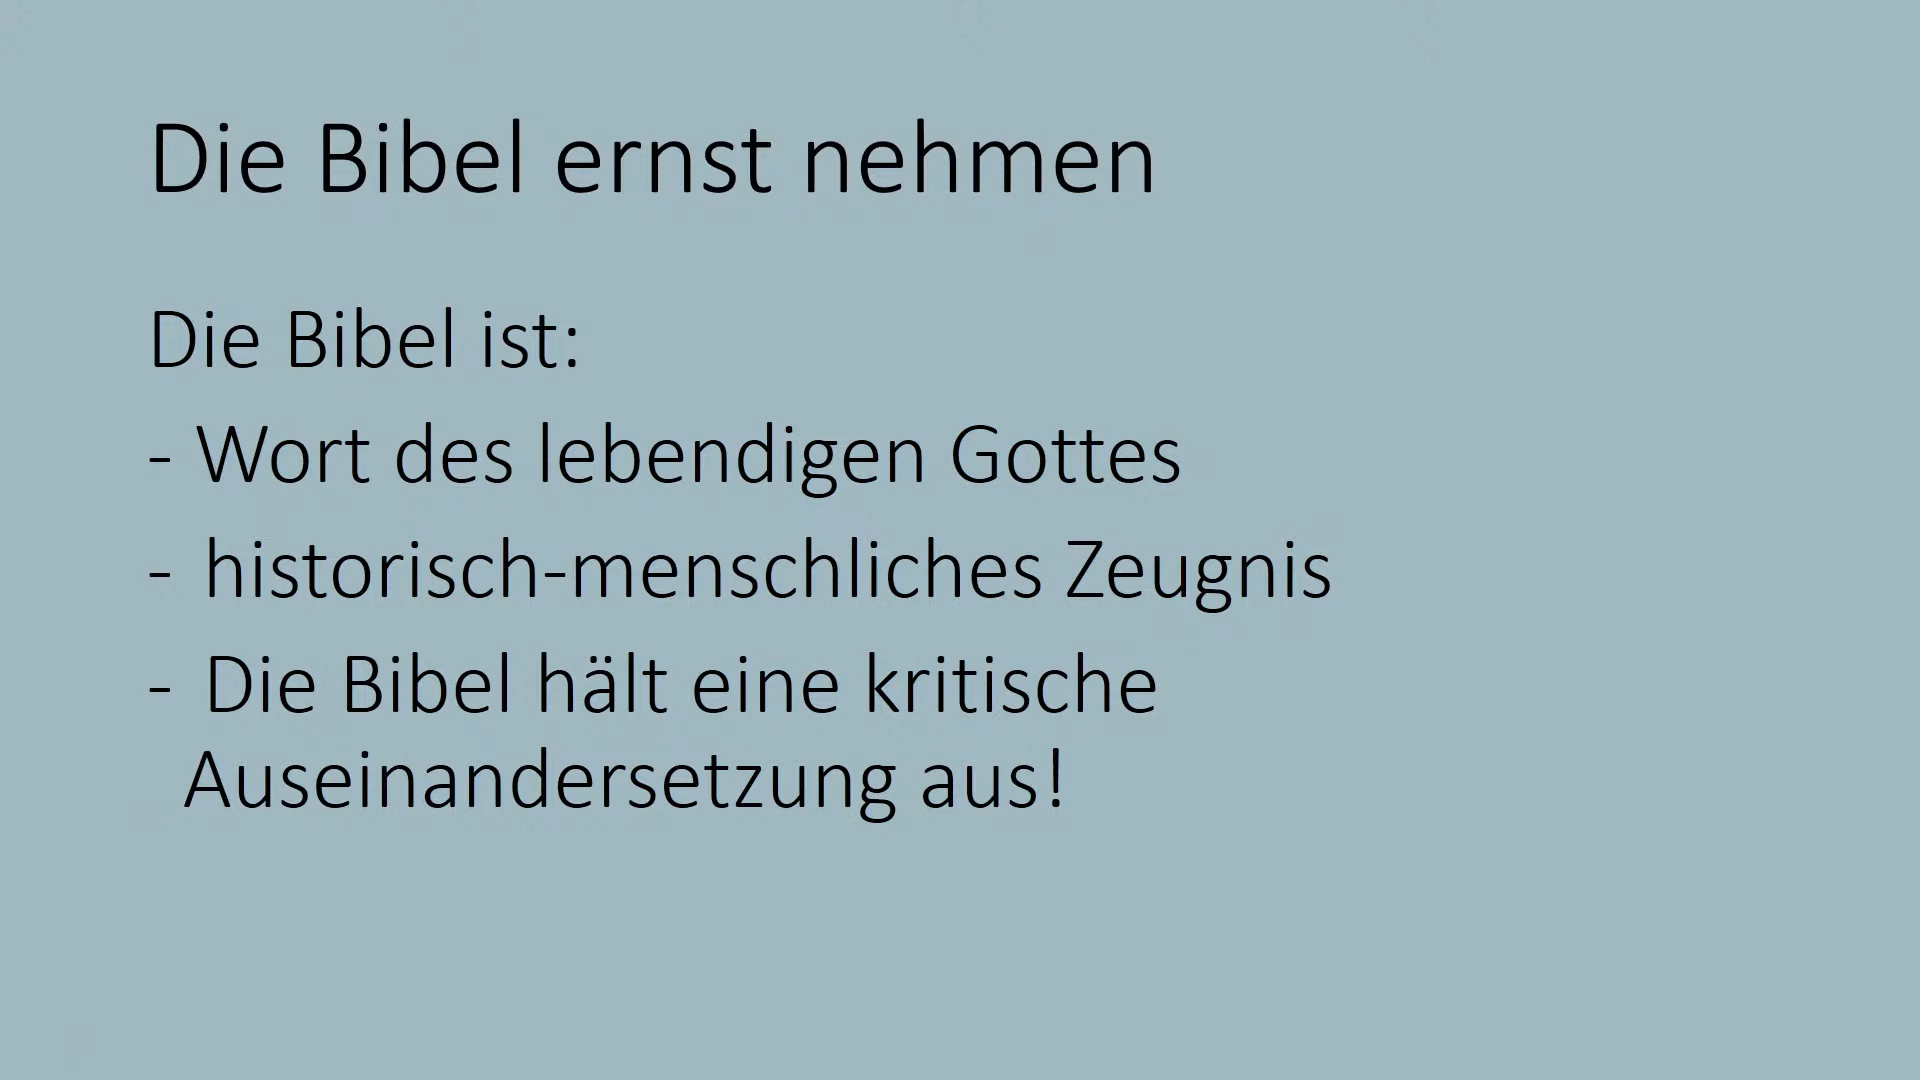 Die Bibel ernst nehmen
Die Bibel ist:
- Wort des lebendigen Gottes
- historisch-menschliches Zeugnis
- Die Bibel hält eine kritische
Auseinandersetzung aus!